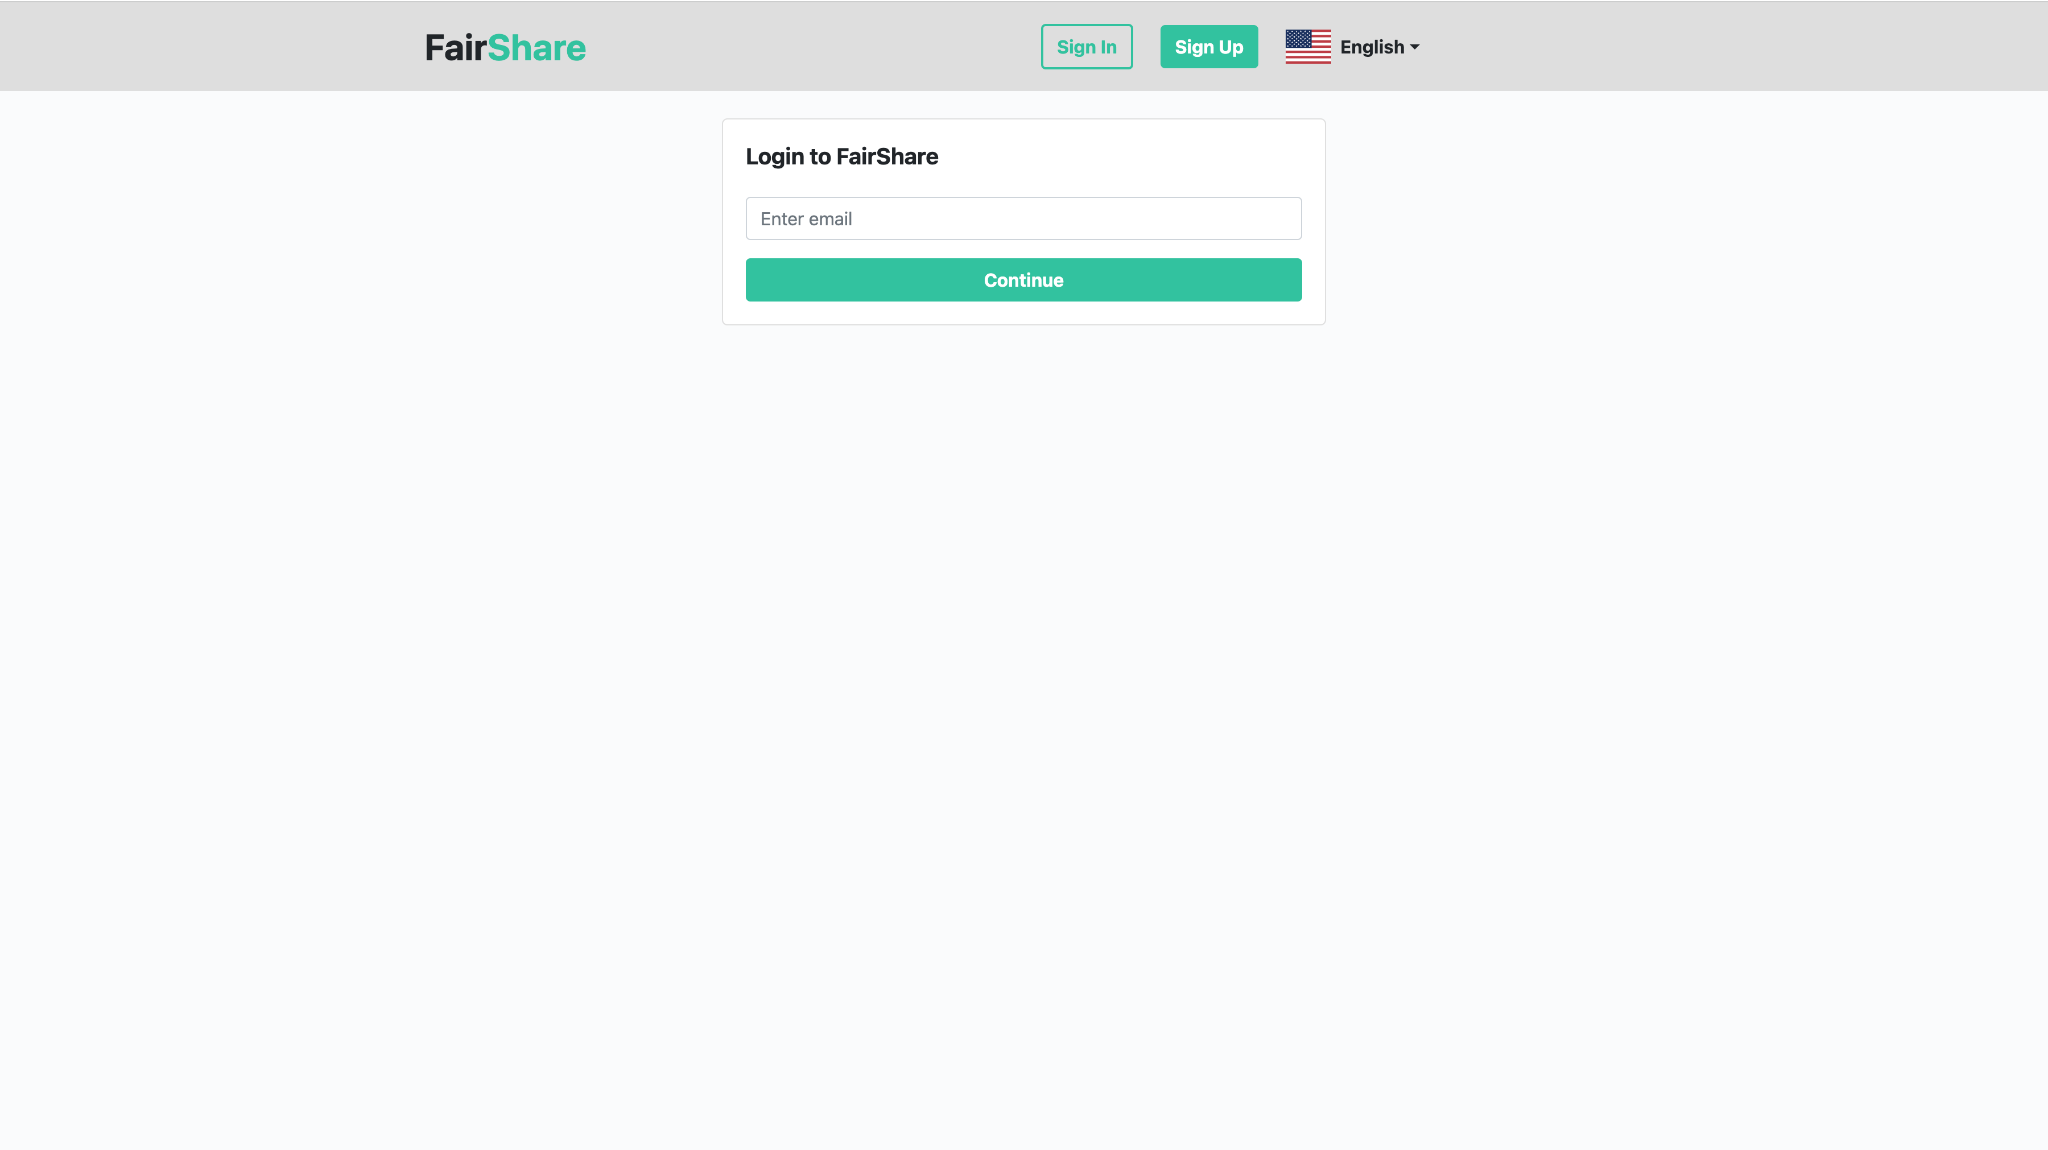 FairShare
Sign In
Sign Up
English
Login to FairShare
Enter email
Continue